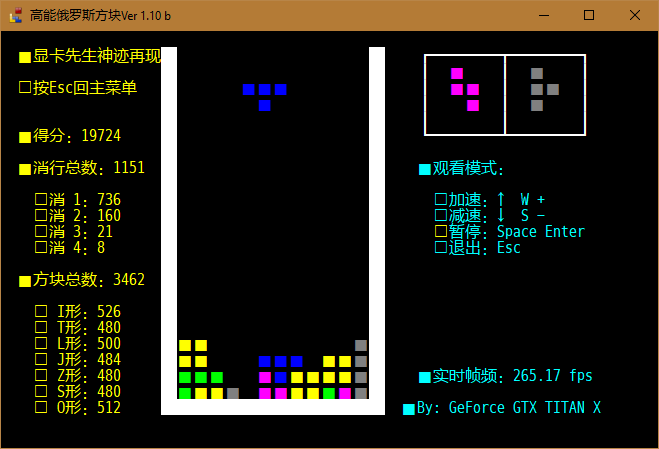 高能俄罗斯方块Ver 1.10 b
■显卡先生神迹再现
□按Esc回主菜单
■得分: 19724
■消行总数: 1151
□消 1: 736
□消 2: 160
□消 3: 21
□消 4: 8
■方块总数: 3462
□ I形: 526
□ T形: 480
□ L形: 500
□ J形: 484
□ Z形: 480
□ S形: 480
□ O形: 512
■观看模式:
□加速: ↑ W +
□减速: ↓ S －
□暂停: Space Enter
□退出: Esc
■实时帧频: 265.17 fps
■By: GeForce GTX TITAN X